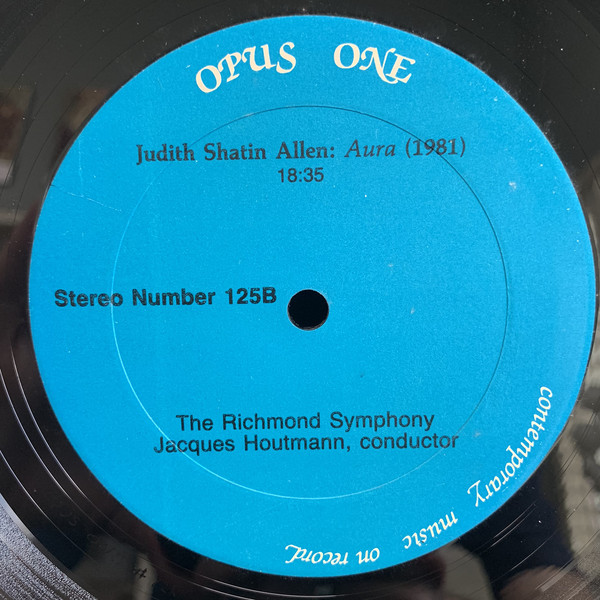 OPUS ONE
Judith Shatin Allen: Aura (1981)
18:35
Stereo Number 125B
The Richmond Symphony
Jacques Houtmann, conductor
contemporary music on record